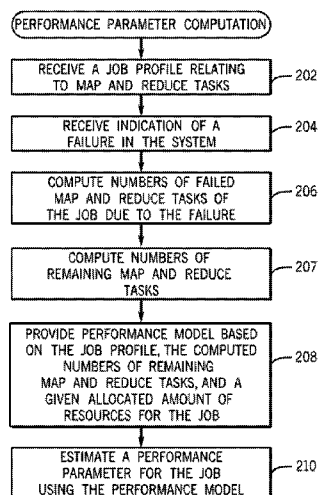 PERFORMANCE PARAMETER COMPUTATION
RECEIVE A JOB PROFILE RELATING
TO MAP AND REDUCE TASKS
202
RECEIVE INDICATION OF A
FAILURE IN THE SYSTEM
204
COMPUTE NUMBERS OF FAILED
MAP AND REDUCE TASKS OF
THE JOB DUE TO THE FAILURE
206
COMPUTE NUMBERS OF
REMAINING MAP AND REDUCE
TASKS
207
PROVIDE PERFORMANCE MODEL BASED
ON THE JOB PROFILE, THE COMPUTED
NUMBERS OF REMAINING
MAP AND REDUCE TASKS, AND A
GIVEN ALLOCATED AMOUNT OF
RESOURCES FOR THE JOB
208
ESTIMATE A PERFORMANCE
PARAMETER FOR THE JOB
USING THE PERFORMANCE MODEL
210